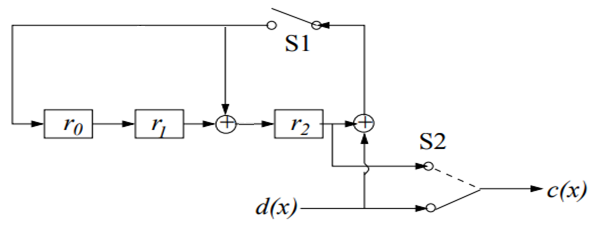 S1
r0 r1 + r2 +
S2
d(x) c(x)